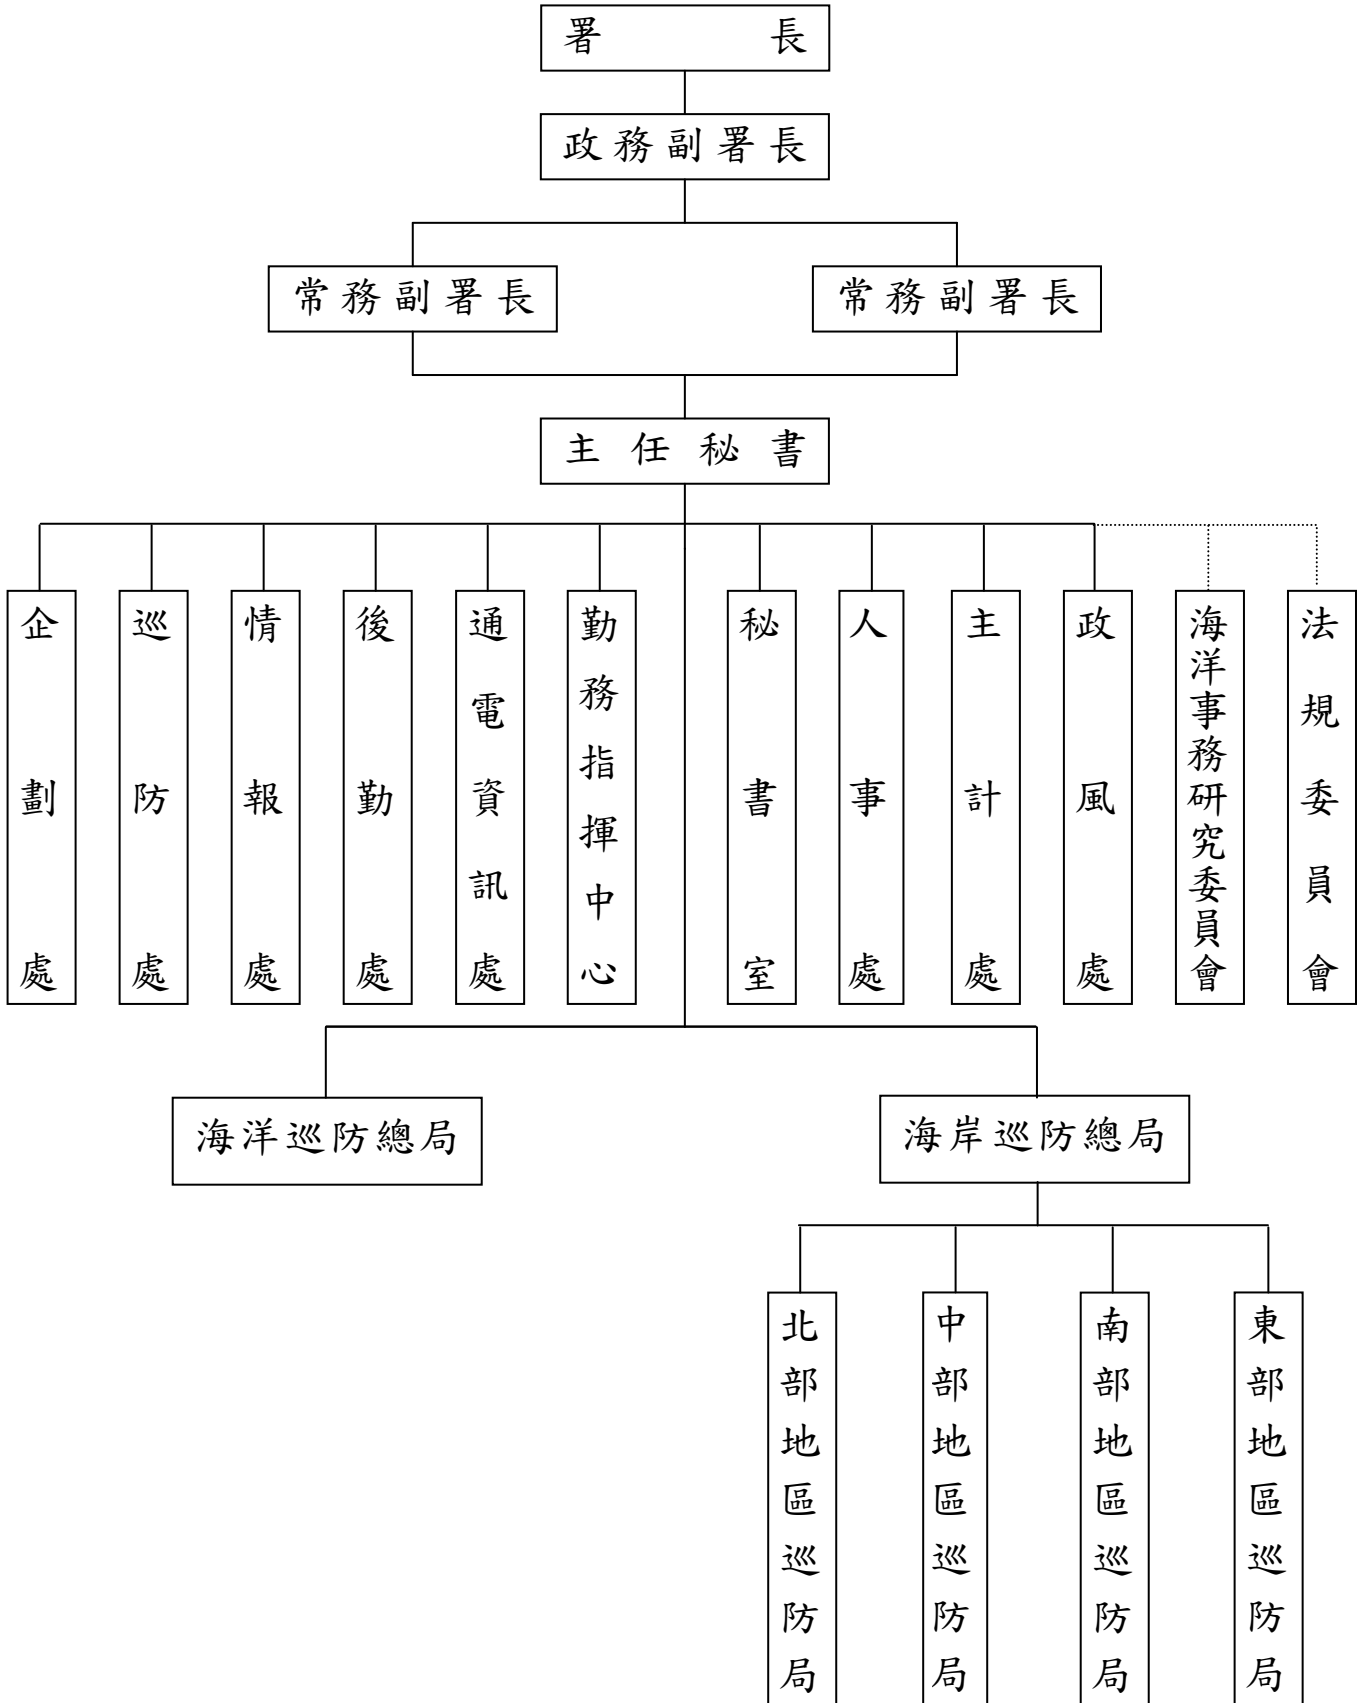 署長
政務副署長
常務副署長
常務副署長
主任秘書
企劃處
巡防處
情報處
後勤處
通電資訊處
勤務指揮中心
秘書室
人事處
主計處
政風處
海洋事務研究委員會
法規委員會
海洋巡防總局
海岸巡防總局
北部地區巡防局
中部地區巡防局
南部地區巡防局
東部地區巡防局